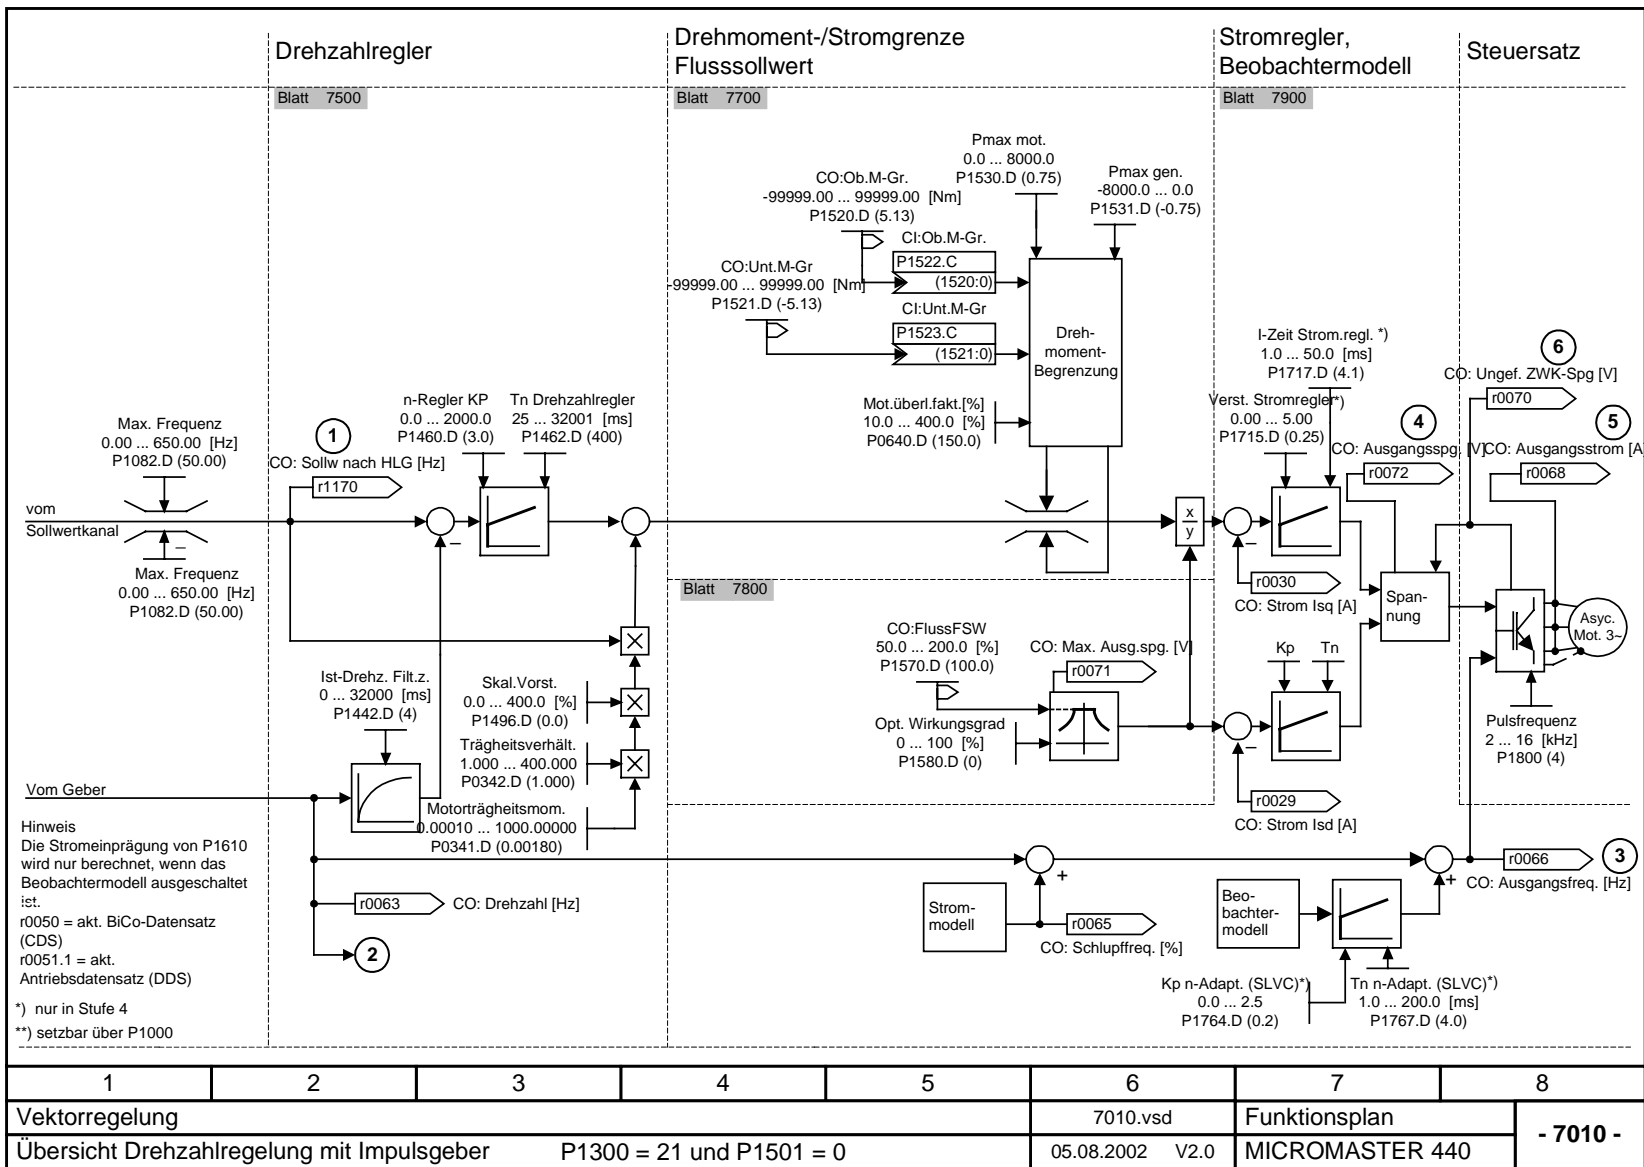 Drehzahlregler
Drehmoment-/Stromgrenze
Flusssollwert
Stromregler,
Beobachtermodell
Steuersatz
Blatt 7500
Blatt 7700
Blatt 7900
Pmax mot.
0.0 ... 8000.0
P1530.D (0.75)
Pmax gen.
-8000.0 ... 0.0
P1531.D (-0.75)
CO:Ob.M-Gr.
-99999.00 ... 99999.00 [Nm]
P1520.D (5.13)
CI:Ob.M-Gr.
P1522.C
(1520:0)
CO:Unt.M-Gr
-99999.00 ... 99999.00 [Nm]
P1521.D (-5.13)
CI:Unt.M-Gr
P1523.C
(1521:0)
Dreh-
moment-
Begrenzung
Mot.überl.fakt.[%]
10.0 ... 400.0 [%]
P0640.D (150.0)
I-Zeit Strom.regl. *)
1.0 ... 50.0 [ms]
P1717.D (4.1)
Verst. Stromregler*)
0.00 ... 5.00
P1715.D (0.25)
6
CO: Ungef. ZWK-Spg [V]
r0070
4
CO: Ausgangsspg. [V]
r0072
5
CO: Ausgangsstrom [A
r0068
Max. Frequenz
0.00 ... 650.00 [Hz]
P1082.D (50.00)
1
CO: Sollw nach HLG [Hz]
r1170
n-Regler KP
0.0 ... 2000.0
P1460.D (3.0)
Tn Drehzahlregler
25 ... 32001 [ms]
P1462.D (400)
vom
Sollwertkanal
–
Max. Frequenz
0.00 ... 650.00 [Hz]
P1082.D (50.00)
–
x
y
–
r0030
CO: Strom Isq [A]
Span-
nung
Asyc.
Mot. 3~
Blatt 7800
CO:FlussFSW
50.0 ... 200.0 [%]
P1570.D (100.0)
CO: Max. Ausg.spg. [V]
r0071
Opt. Wirkungsgrad
0 ... 100 [%]
P1580.D (0)
Kp
Tn
–
r0029
CO: Strom Isd [A]
Pulsfrequenz
2 ... 16 [kHz]
P1800 (4)
Ist-Drehz. Filt.z.
0 ... 32000 [ms]
P1442.D (4)
Skal.Vorst.
0.0 ... 400.0 [%]
P1496.D (0.0)
Trägheitsverhält.
1.000 ... 400.000
P0342.D (1.000)
Motorträgheitsmom.
0.00010 ... 1000.00000
P0341.D (0.00180)
Vom Geber
Hinweis
Die Stromeinprägung von P1610
wird nur berechnet, wenn das
Beobachtermodell ausgeschaltet
ist.
r0050 = akt. BiCo-Datensatz
(CDS)
r0051.1 = akt.
Antriebsdatensatz (DDS)
*) nur in Stufe 4
**) setzbar über P1000
r0063
CO: Drehzahl [Hz]
2
Strom-
modell
+
r0065
CO: Schlupffreq. [%]
Beo-
bachter-
modell
+
r0066
3
CO: Ausgangsfreq. [Hz]
Kp n-Adapt. (SLVC)*)
0.0 ... 2.5
P1764.D (0.2)
Tn n-Adapt. (SLVC)*)
1.0 ... 200.0 [ms]
P1767.D (4.0)
1 2 3 4 5 6 7 8
Vektorregelung
7010.vsd
Funktionsplan
- 7010 -
Übersicht Drehzahlregelung mit Impulsgeber P1300 = 21 und P1501 = 0
05.08.2002 V2.0
MICROMASTER 440